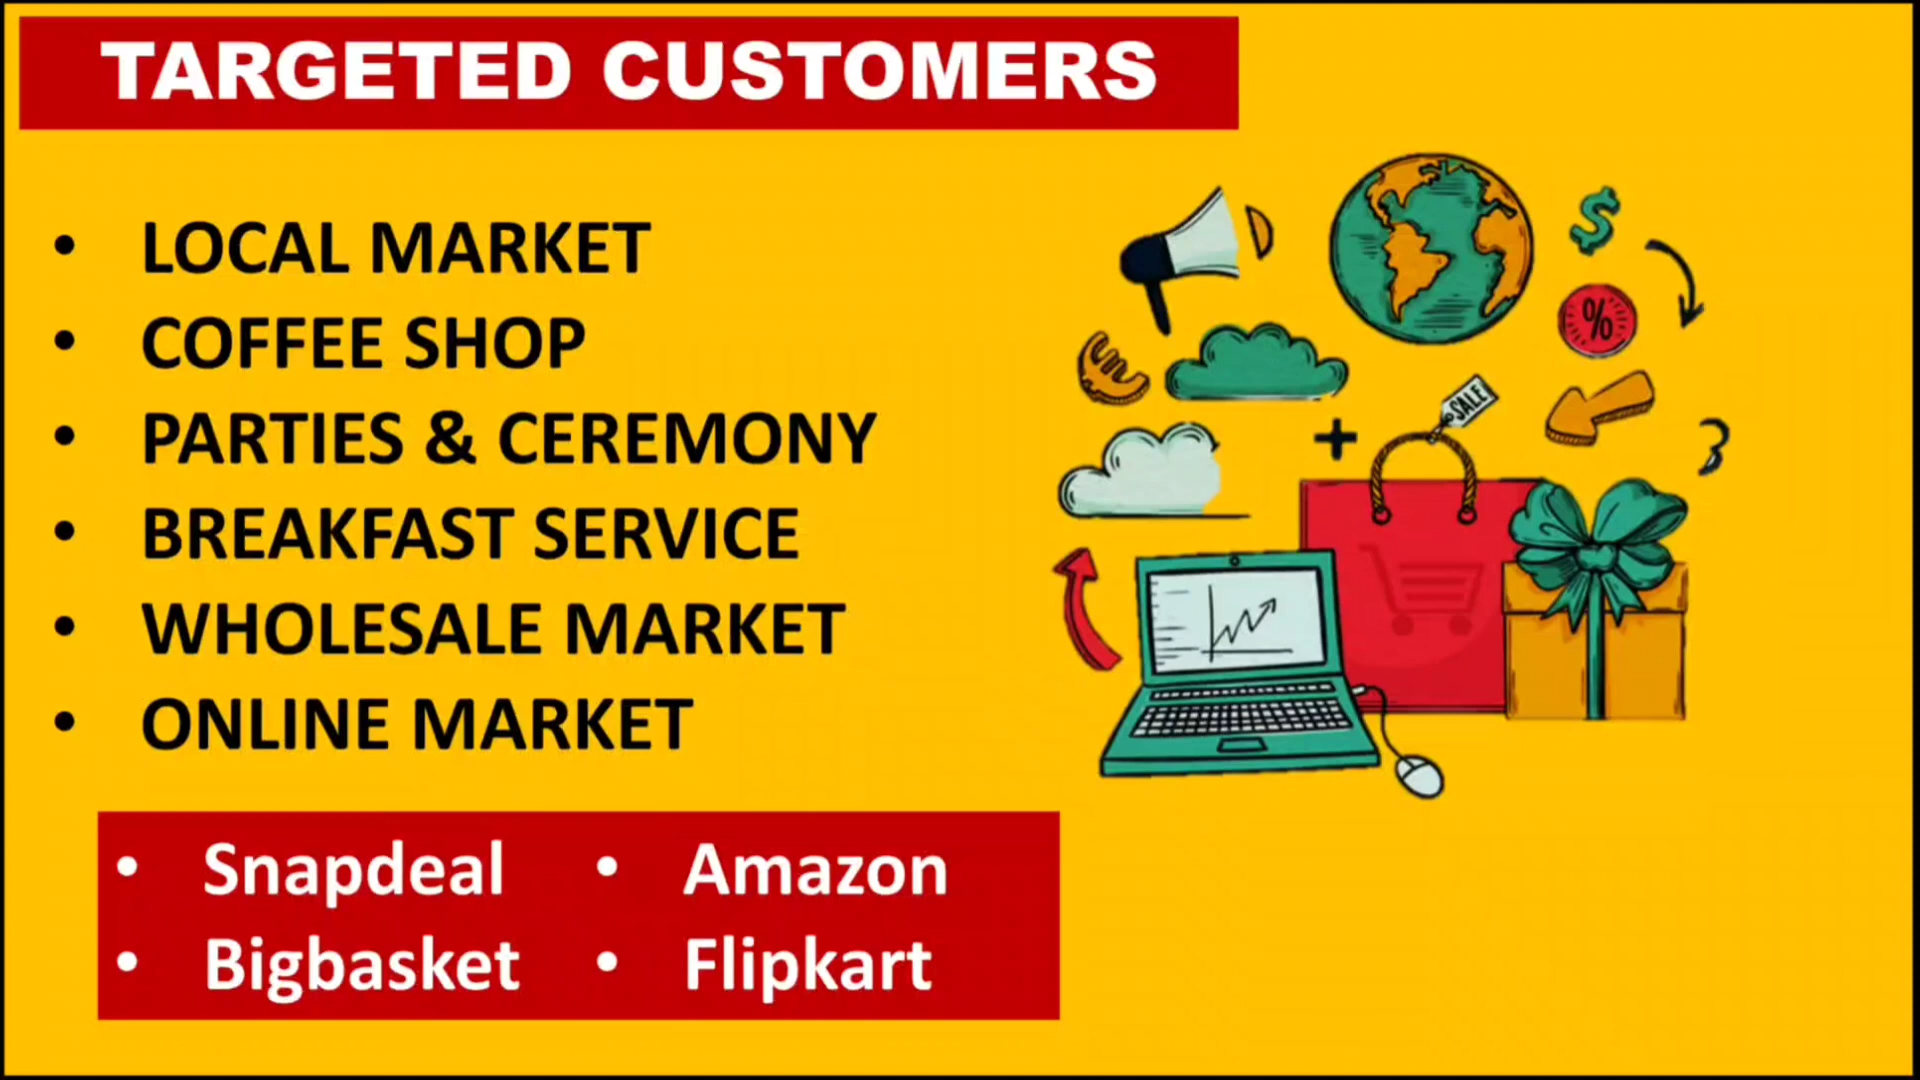 TARGETED CUSTOMERS
• LOCAL MARKET
• COFFEE SHOP
• PARTIES & CEREMONY
• BREAKFAST SERVICE
• WHOLESALE MARKET
• ONLINE MARKET
• Snapdeal • Amazon
• Bigbasket • Flipkart
$
%
SALE